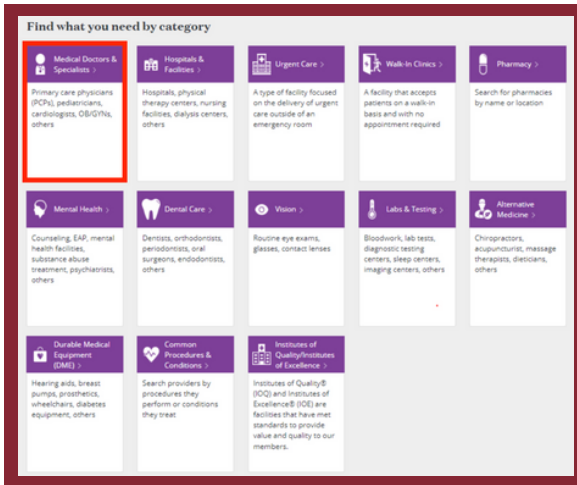 Find what you need by category
Medical Doctors &
Specialists >
Hospitals &
Facilities >
Urgent Care >
Walk-In Clinics >
Pharmacy >
Primary care physicians
(PCPs), pediatricians,
cardiologists, OB/GYNs,
others
Hospitals, physical
therapy centers, nursing
facilities, dialysis centers,
others
A type of facility focused
on the delivery of urgent
care outside of an
emergency room
A facility that accepts
patients on a walk-in
basis and with no
appointment required
Search for pharmacies
by name or location
Mental Health >
Dental Care >
Vision >
Labs & Testing >
Alternative
Medicine >
Counseling, EAP, mental
health facilities,
substance abuse
treatment, psychiatrists,
others
Dentists, orthodontists,
periodontists, oral
surgeons, endodontists,
others
Routine eye exams,
glasses, contact lenses
Bloodwork, lab tests,
diagnostic testing
centers, sleep centers,
imaging centers, others
Chiropractors,
acupuncturist, massage
therapists, dieticians,
others
Durable Medical
Equipment
(DME) >
Common
Procedures &
Conditions >
Institutes of
Quality/Institutes
of Excellence >
Hearing aids, breast
pumps, prosthetics,
wheelchairs, diabetes
equipment, others
Search providers by
procedures they
perform or conditions
they treat
Institutes of Quality®
(IOQ) and Institutes of
Excellence® (IOE) are
facilities that have met
standards to provide
value and quality to our
members.